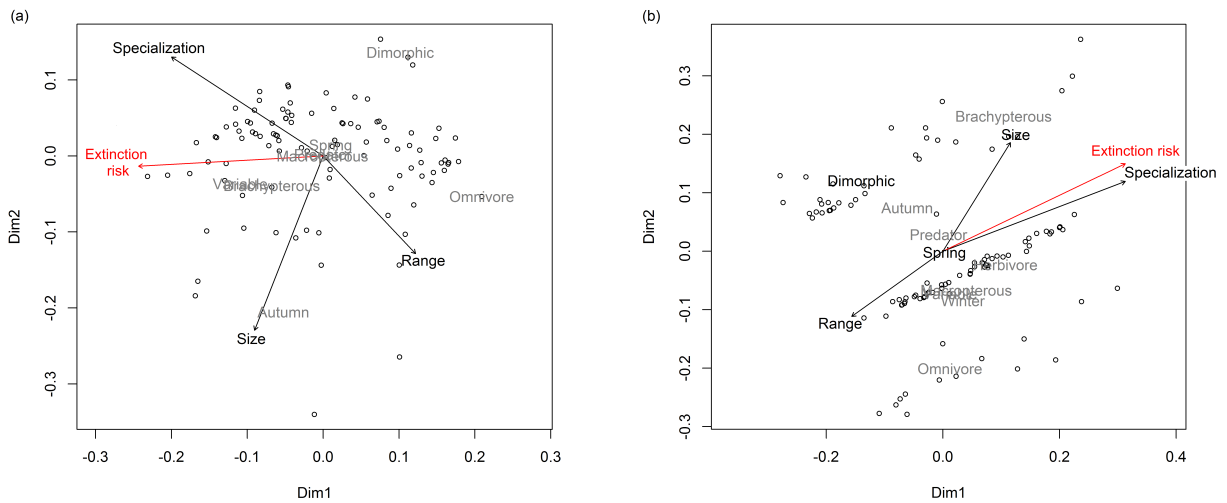 (a)
Dimorphic
Specialization
Spring
Predator
Macropterous
Extinction
risk
Variable
Brachypterous
Omnivore
Range
Autumn
Size
0.1
0.0
-0.1
-0.2
-0.3
Dim2
-0.3
-0.2
-0.1
0.0
0.1
0.2
0.3
Dim1
(b)
Brachypterous
Size
Extinction risk
Specialization
Dimorphic
Autumn
Predator
Spring
Herbivore
Macropterous
Winter
Range
Omnivore
0.3
0.2
0.1
0.0
-0.1
-0.2
-0.3
Dim2
-0.2
0.0
0.2
0.4
Dim1